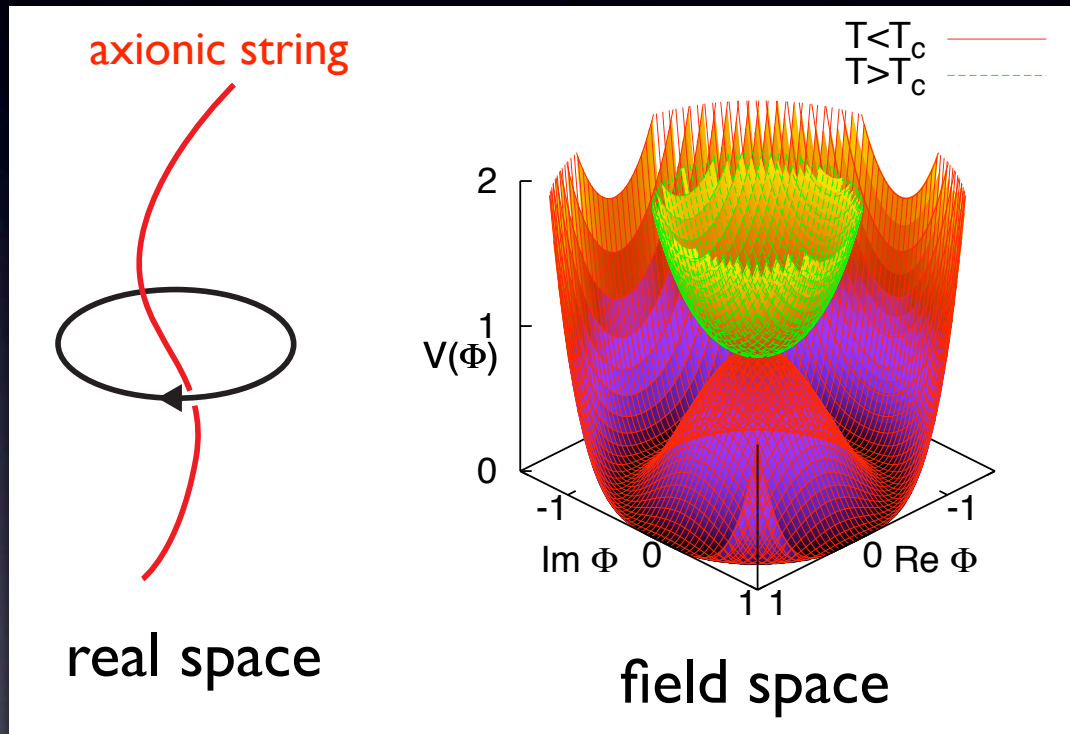 axionic string
real space
T<Tc
T>Tc
2
1
V(Φ)
0
-1
-1
Im Φ 0
0 Re Φ
1 1
field space